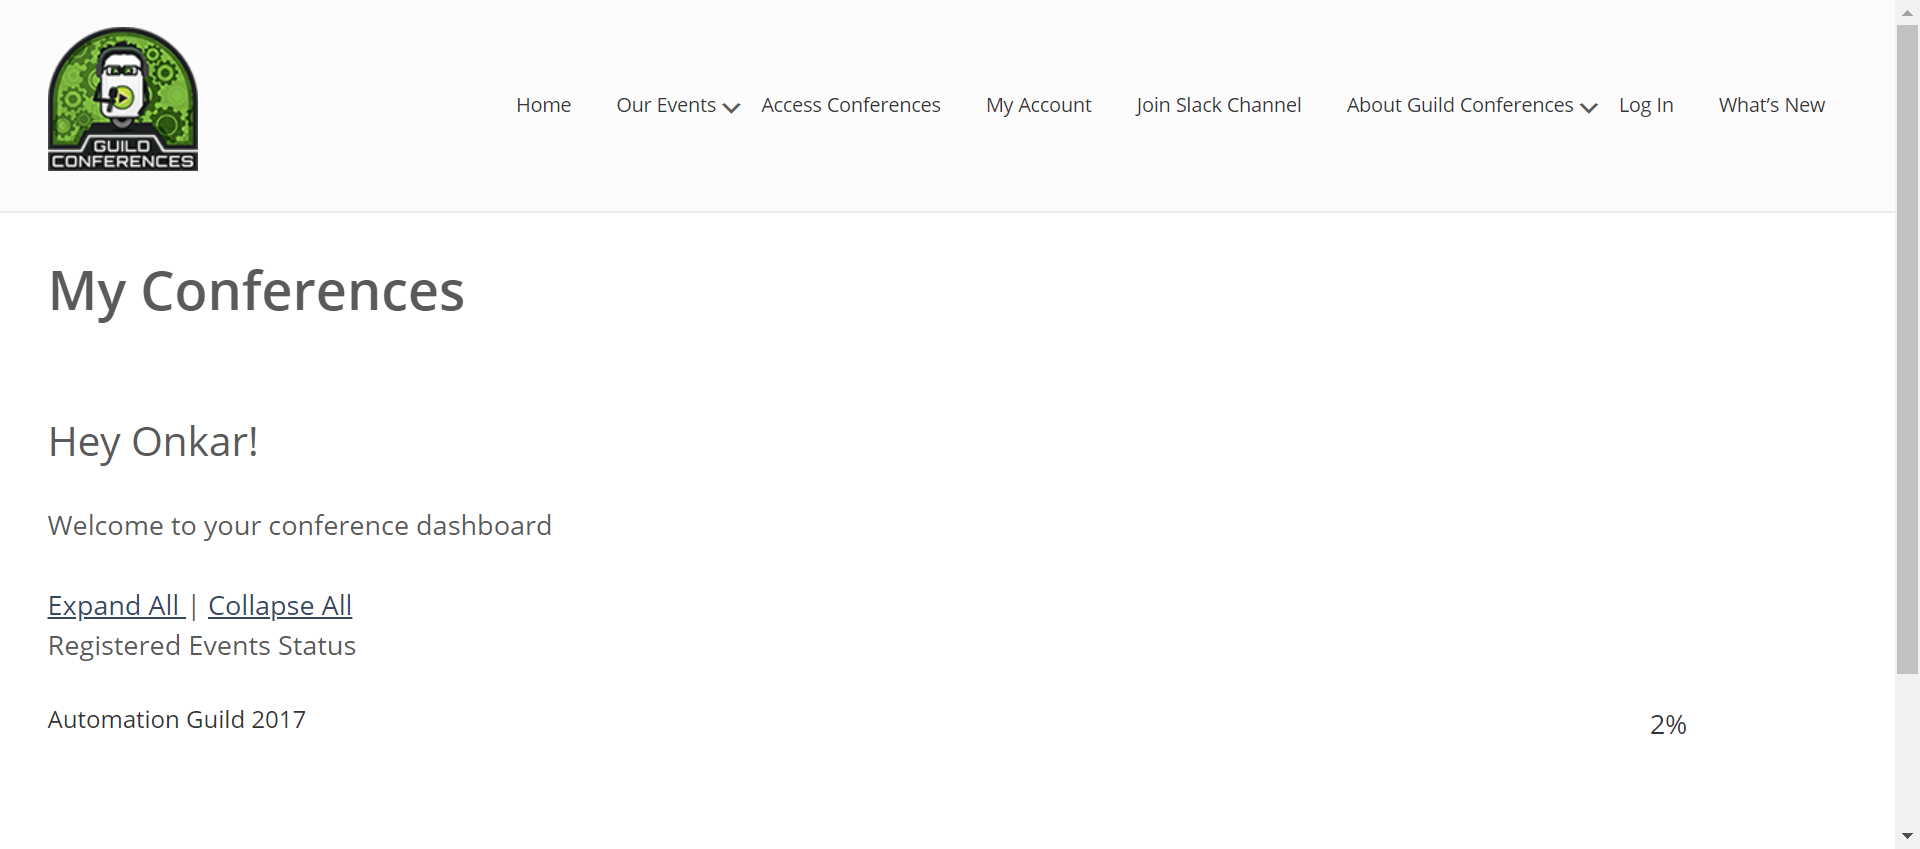 GUILD
CONFERENCES
Home Our Events Access Conferences My Account Join Slack Channel About Guild Conferences Log In What’s New
My Conferences
Hey Onkar!
Welcome to your conference dashboard
Expand All | Collapse All
Registered Events Status
Automation Guild 2017 2%